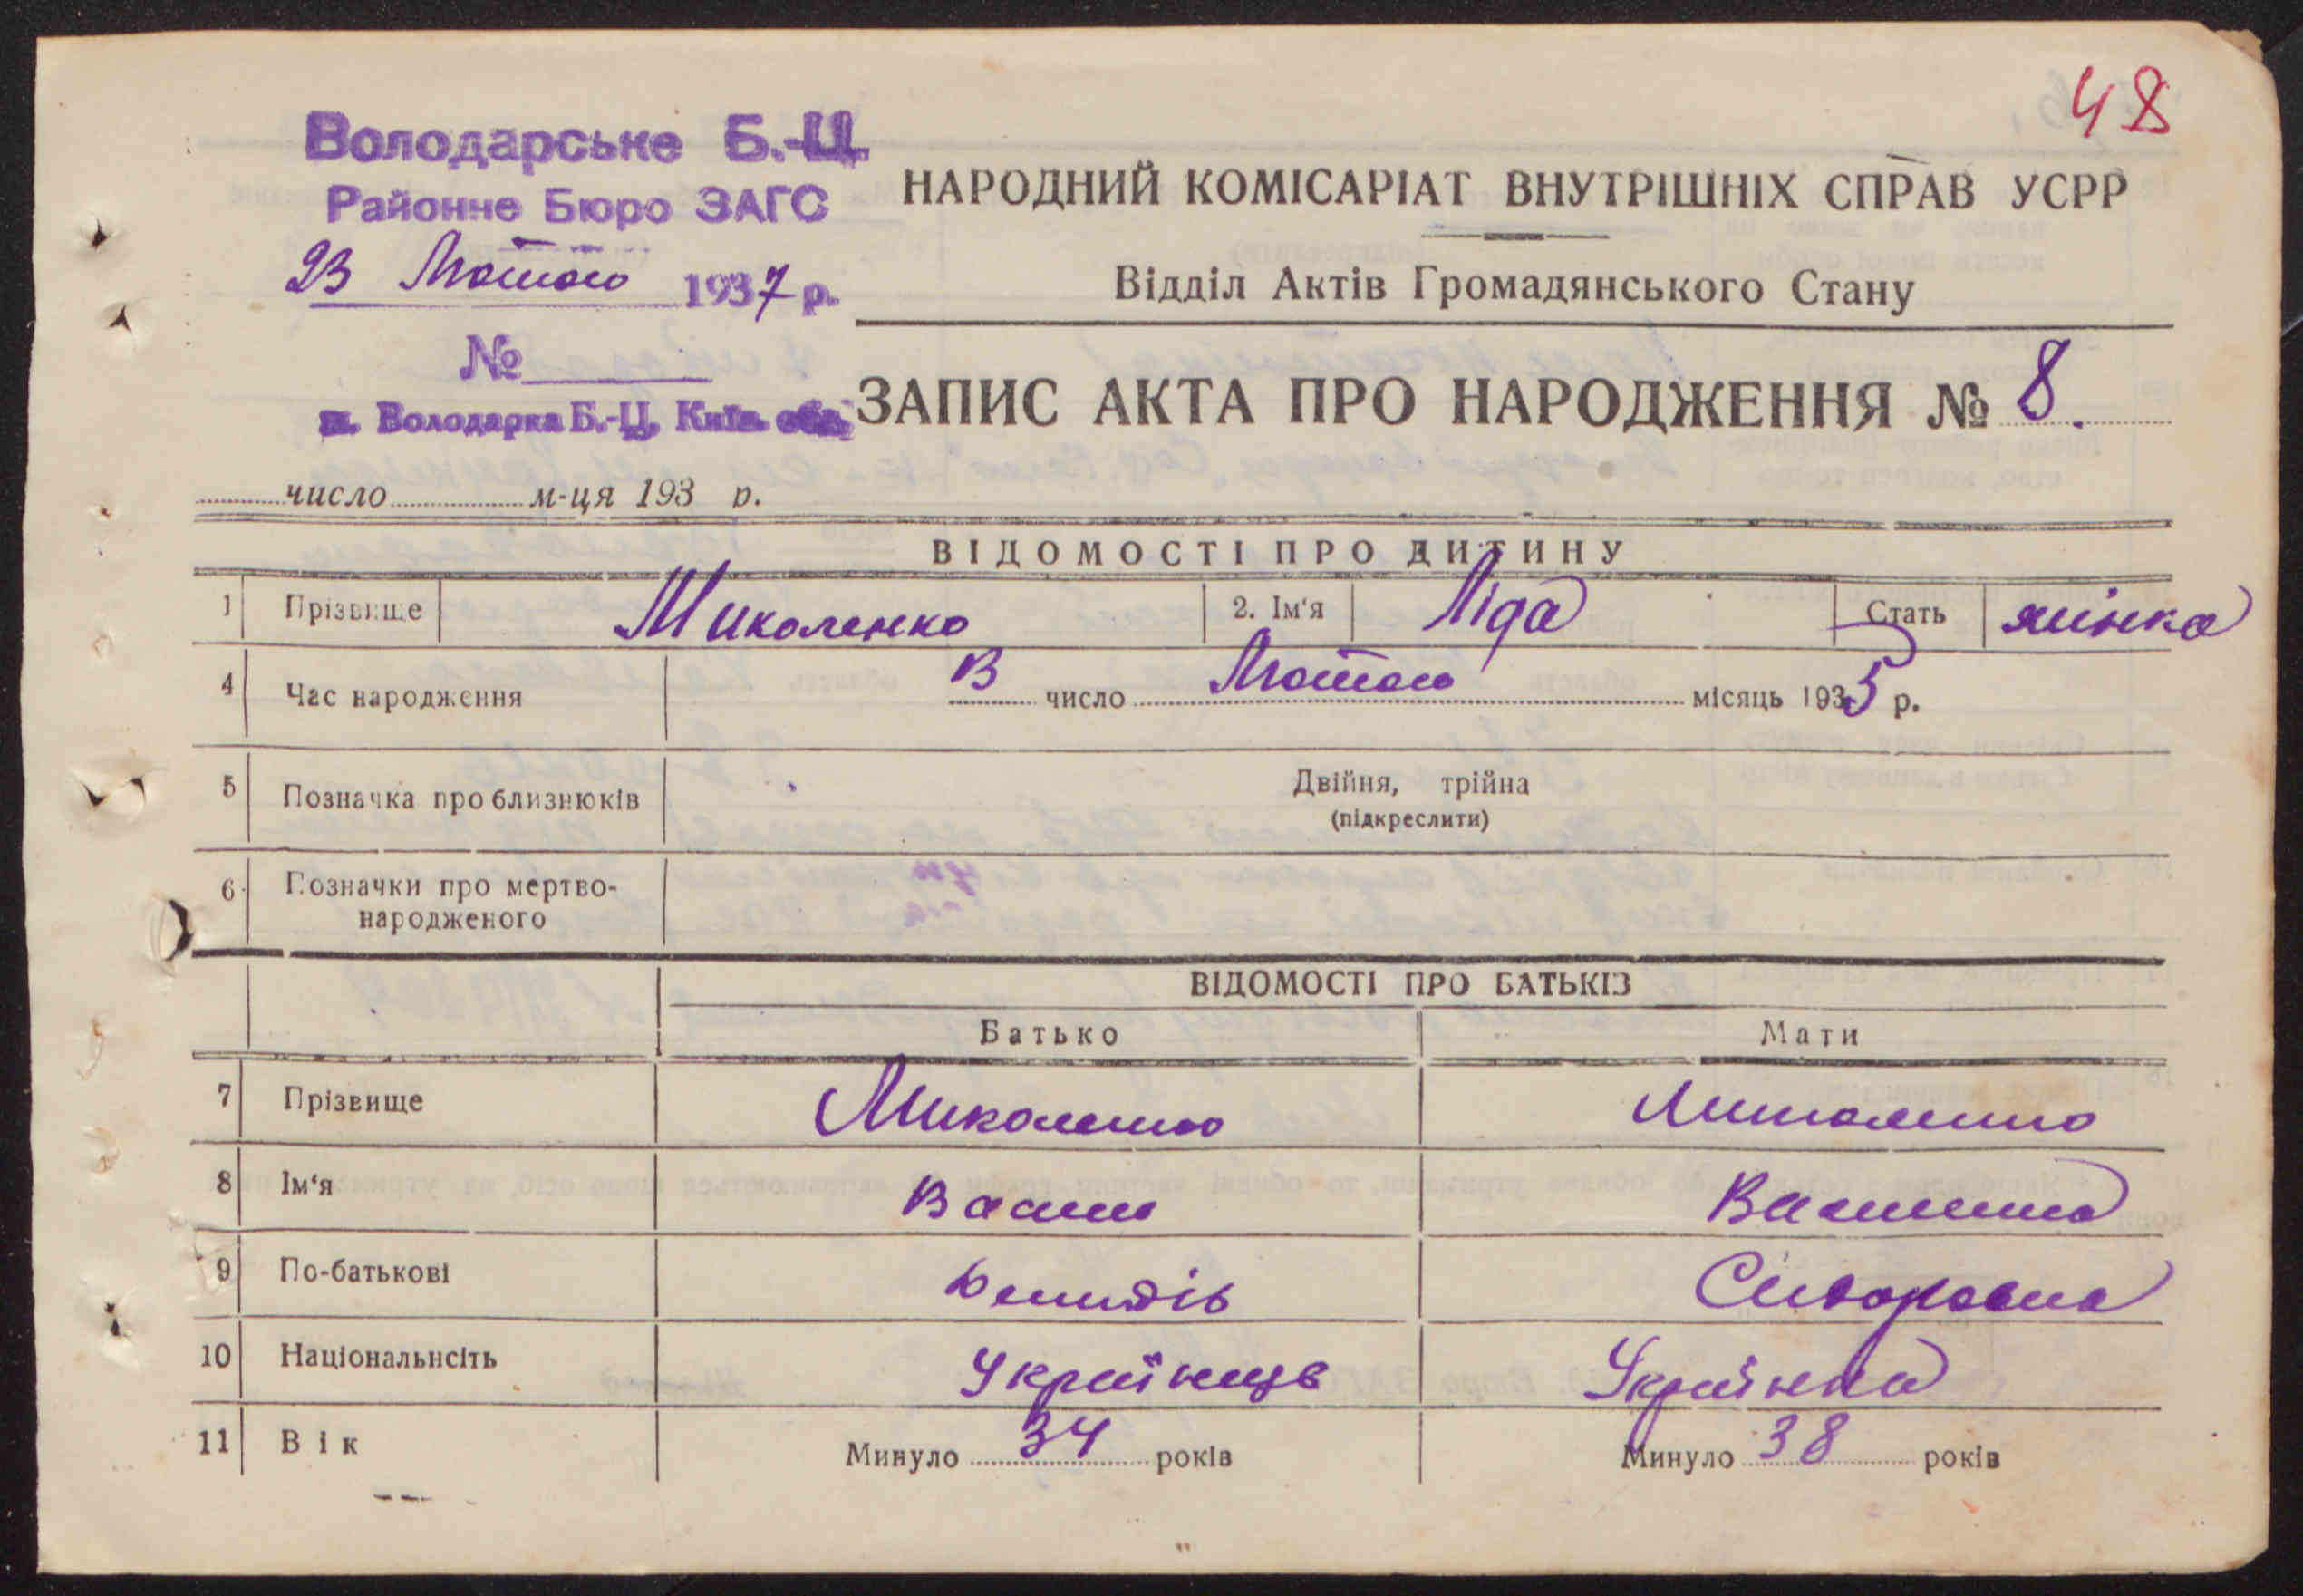 48
Володарське Б.-Ц.
Районне Бюро ЗАГС
23 Лютого 1937 р.
№
м. Володарка Б.-Ц. Київ. обл.
НАРОДНИЙ КОМІСАРІАТ ВНУТРІШНІХ СПРАВ УСРР
Відділ Актів Громадянського Стану
ЗАПИС АКТА ПРО НАРОДЖЕННЯ № 8.
число м-ця 193 р.
ВІДОМОСТІ ПРО ДИТИНУ
1 Прізвище Миколенко 2. Ім'я Ліда Стать жінка
4 Час народження 13 число Лютого місяць 1935 р.
5 Позначка про близнюків Двійня, трійна
(підкреслити)
6 Позначки про мертво-
народженого
ВІДОМОСТІ ПРО БАТЬКІВ
Батько Мати
7 Прізвище Миколенко Миколенко
8 Ім'я Василь Василина
9 По-батькові Демидів Сидоровна
10 Національнсіть Українець Українка
11 Вік Минуло 34 років Минуло 38 років